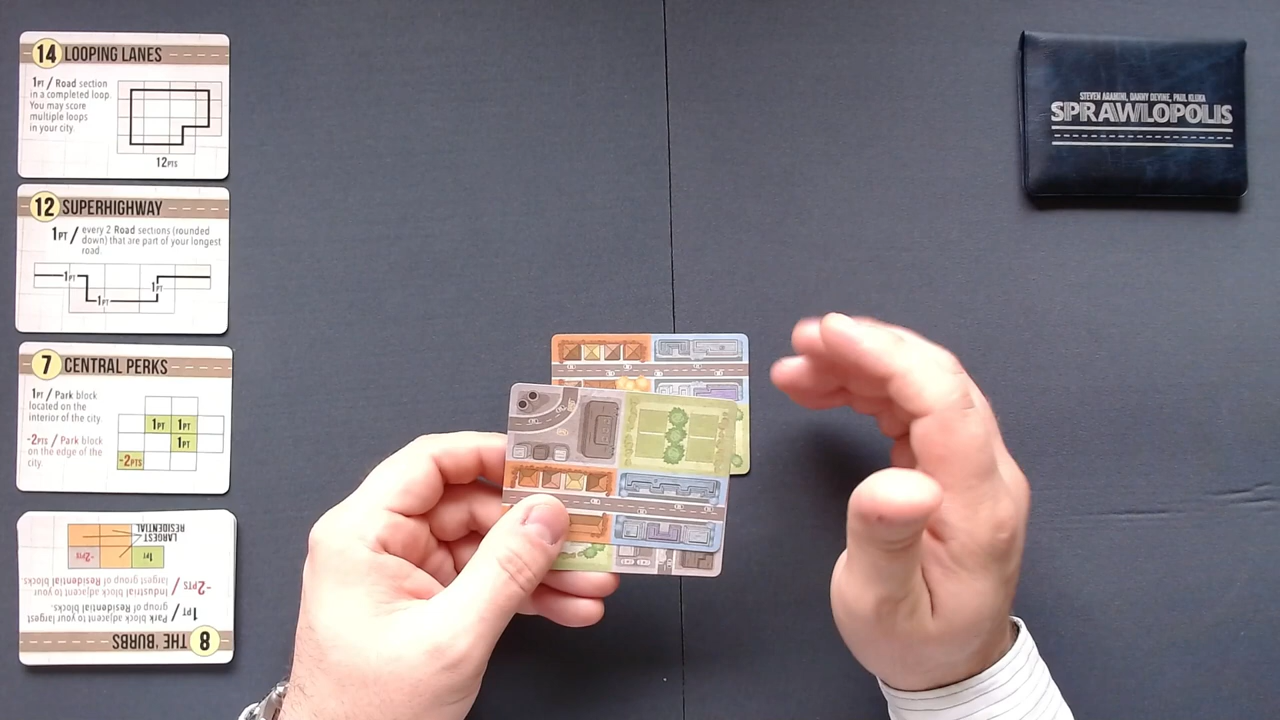 14 LOOPING LANES
1PT / Road section
in a completed loop.
You may score
multiple loops
in your city.
12PTS
12 SUPERHIGHWAY
1PT / every 2 Road sections (rounded
down) that are part of your longest
road.
1PT
1PT
1PT
7 CENTRAL PERKS
1PT / Park block
located on the
interior of the city.
-2PTS / Park block
on the edge of the
city.
1PT 1PT
1PT
-2PTS
8 THE 'BURBS
1PT / Park block adjacent to your largest
group of Residential blocks.
-2PTS / Industrial block adjacent to your
largest group of Residential blocks.
1PT -2PTS
LARGEST
RESIDENTIAL
STEVEN ARAMINI, DANNY DEVINE, PAUL KLUKA
SPRAWLOPOLIS